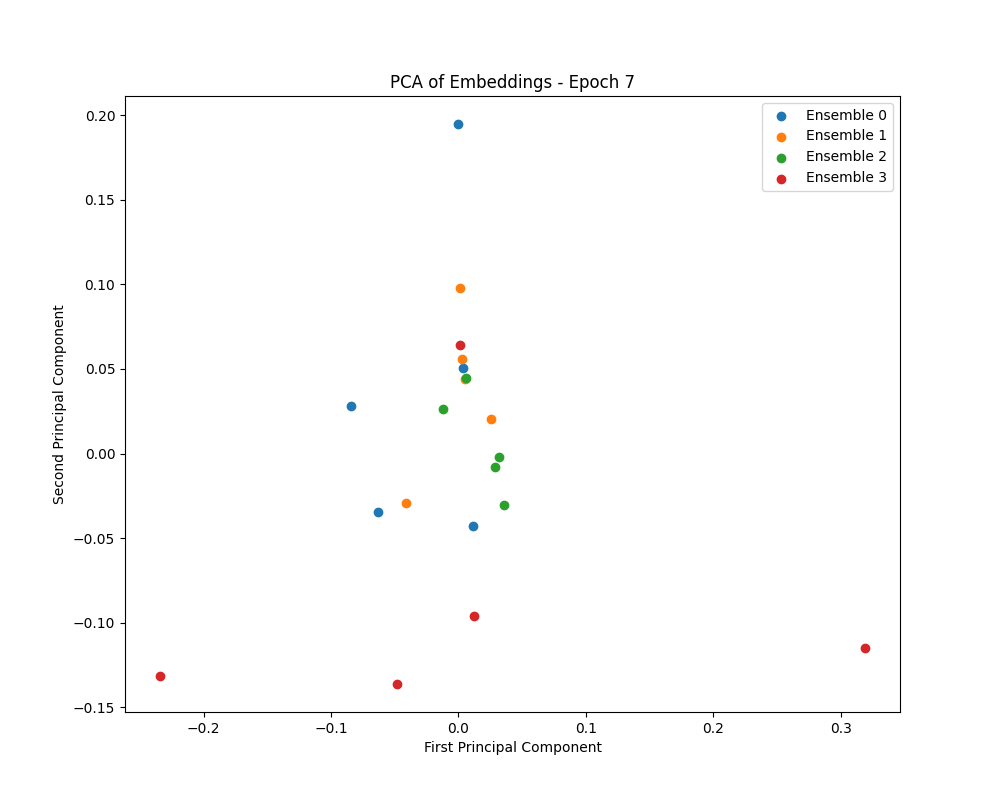 PCA of Embeddings - Epoch 7
Ensemble 0
Ensemble 1
Ensemble 2
Ensemble 3
0.20
0.15
0.10
0.05
0.00
−0.05
−0.10
−0.15
Second Principal Component
−0.2
−0.1
0.0
0.1
0.2
0.3
First Principal Component